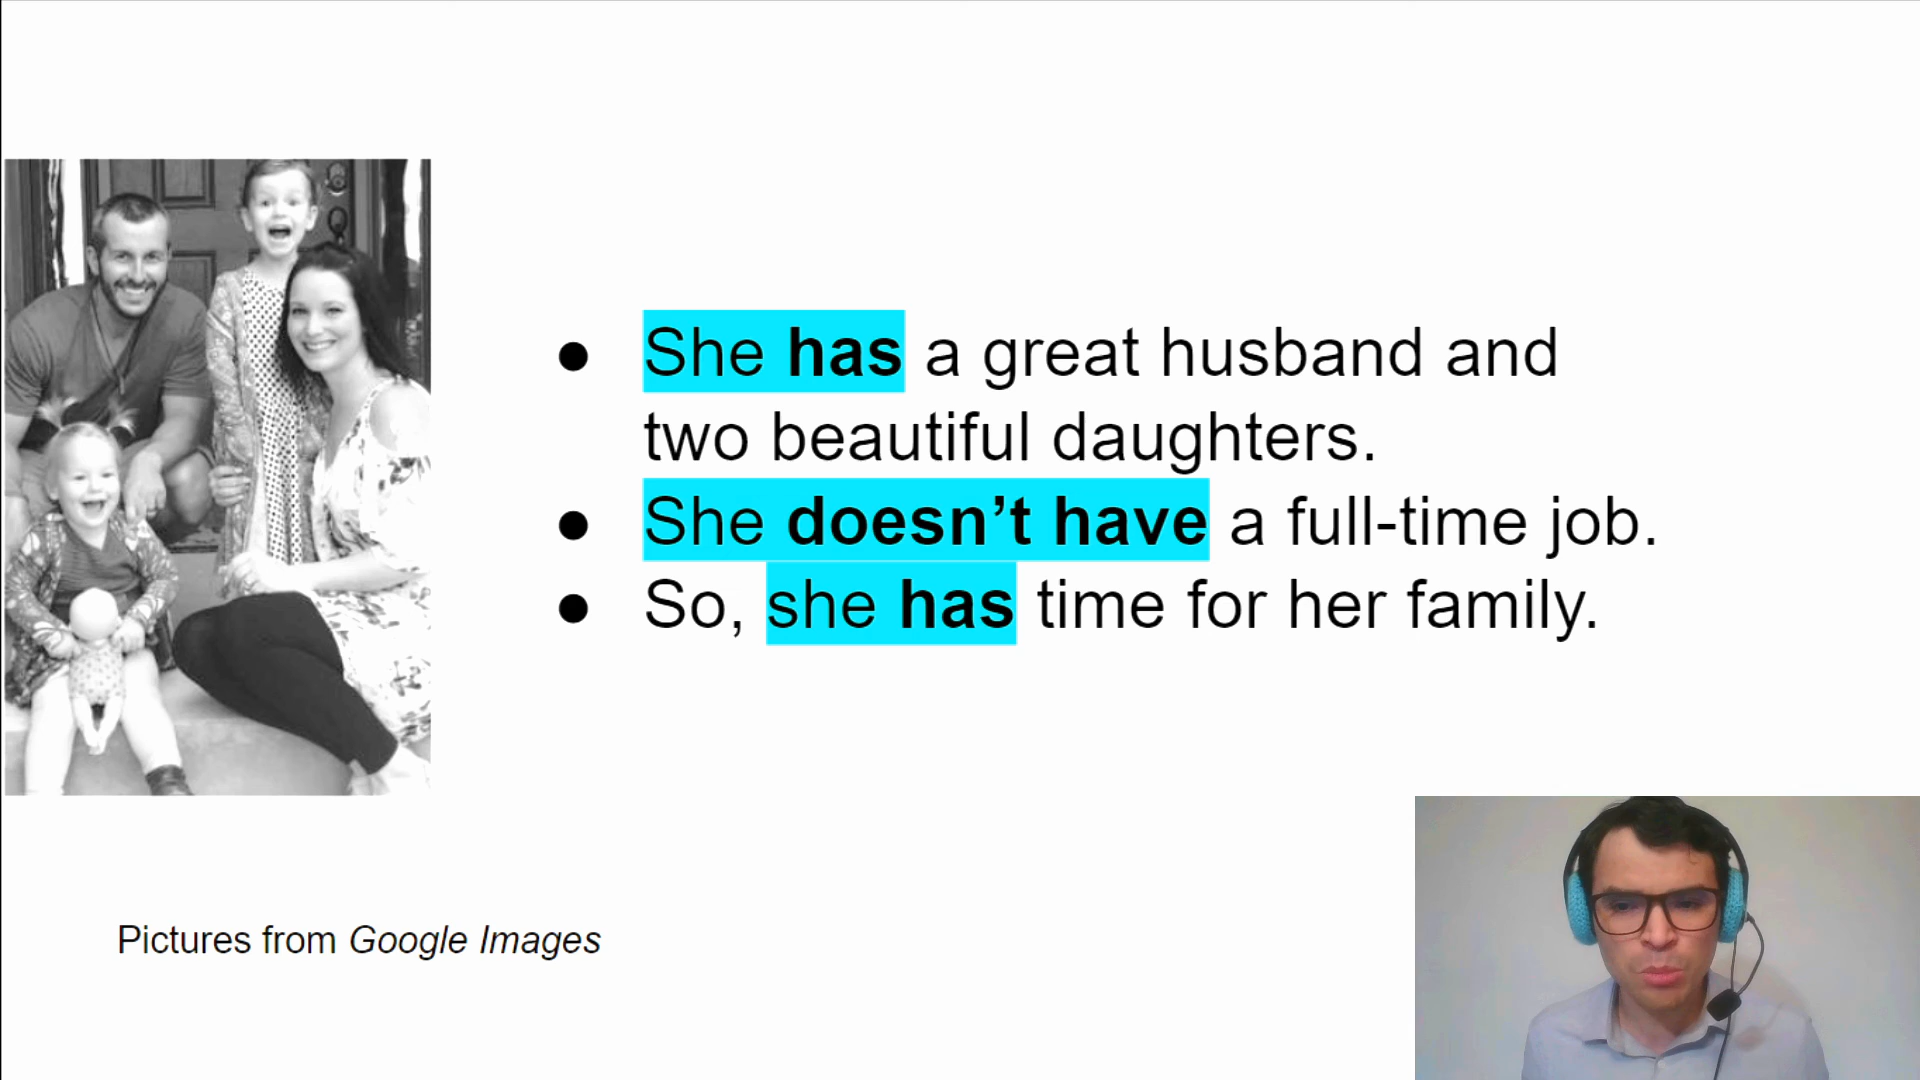 ● She has a great husband and
two beautiful daughters.
● She doesn’t have a full-time job.
● So, she has time for her family.
Pictures from Google Images